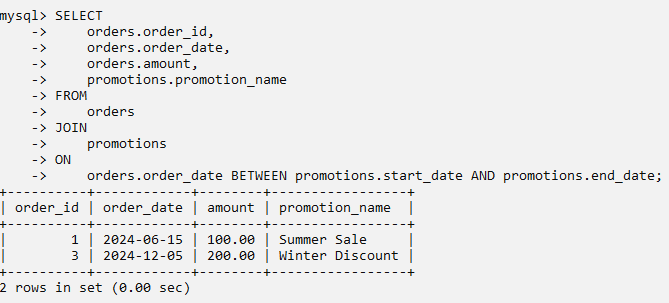 mysql> SELECT
    ->     orders.order_id,
    ->     orders.order_date,
    ->     orders.amount,
    ->     promotions.promotion_name
    -> FROM
    ->     orders
    -> JOIN
    ->     promotions
    -> ON
    ->     orders.order_date BETWEEN promotions.start_date AND promotions.end_date;
+----------+------------+--------+-----------------+
| order_id | order_date | amount | promotion_name  |
+----------+------------+--------+-----------------+
|        1 | 2024-06-15 | 100.00 | Summer Sale     |
|        3 | 2024-12-05 | 200.00 | Winter Discount |
+----------+------------+--------+-----------------+
2 rows in set (0.00 sec)